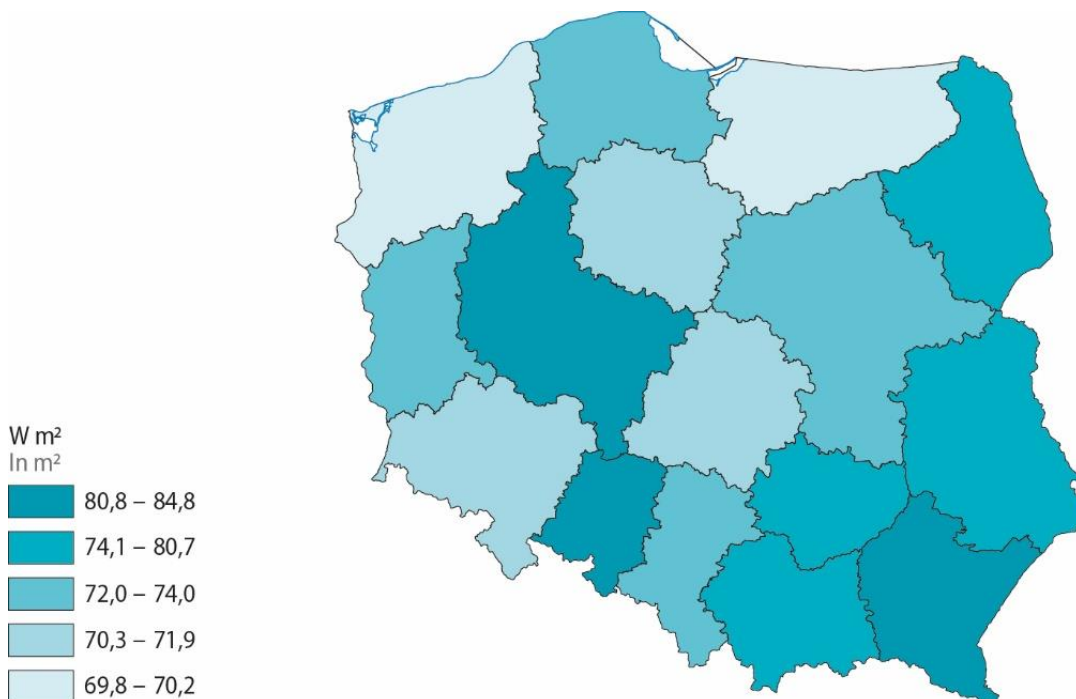 W m²
In m²
80,8 – 84,8
74,1 – 80,7
72,0 – 74,0
70,3 – 71,9
69,8 – 70,2